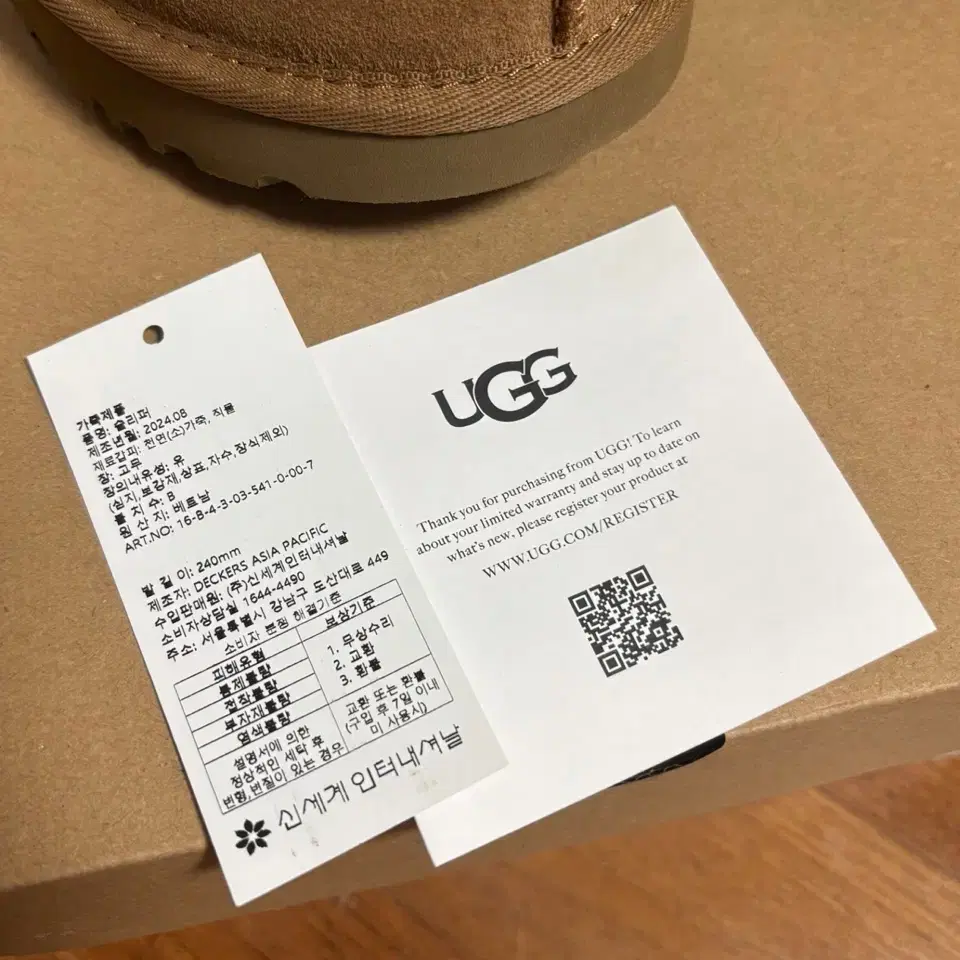 가죽제품
품명: 슬리퍼
제조년월: 2024.08
재료갑피: 천연(소)가죽, 직물
창: 고무
창의내유성: 유
(심지,보강재,상표,자수,장식제외)
볼 치 수: B
원 산 지: 베트남
ART.NO: 16-B-4-3-03-541-0-00-7
발 길 이: 240mm
제조자: DECKERS ASIA PACIFIC
수입판매원: (주)신세계인터내셔날
소비자상담실 1644-4490
주소: 서울특별시 강남구 도산대로 449
소비자 분쟁 해결기준
피해유형
보상기준
봉제불량
접착불량
부자재불량
염색불량
1. 무상수리
2. 교환
3. 환불
설명서에 의한
정상적인 세탁 후
변형,변질이 있는 경우
교환 또는 환불
(구입 후 7일 이내
미 사용시)
신세계인터내셔날
UGG
Thank you for purchasing from UGG! To learn
about your limited warranty and stay up to date on
what's new, please register your product at
WWW.UGG.COM/REGISTER